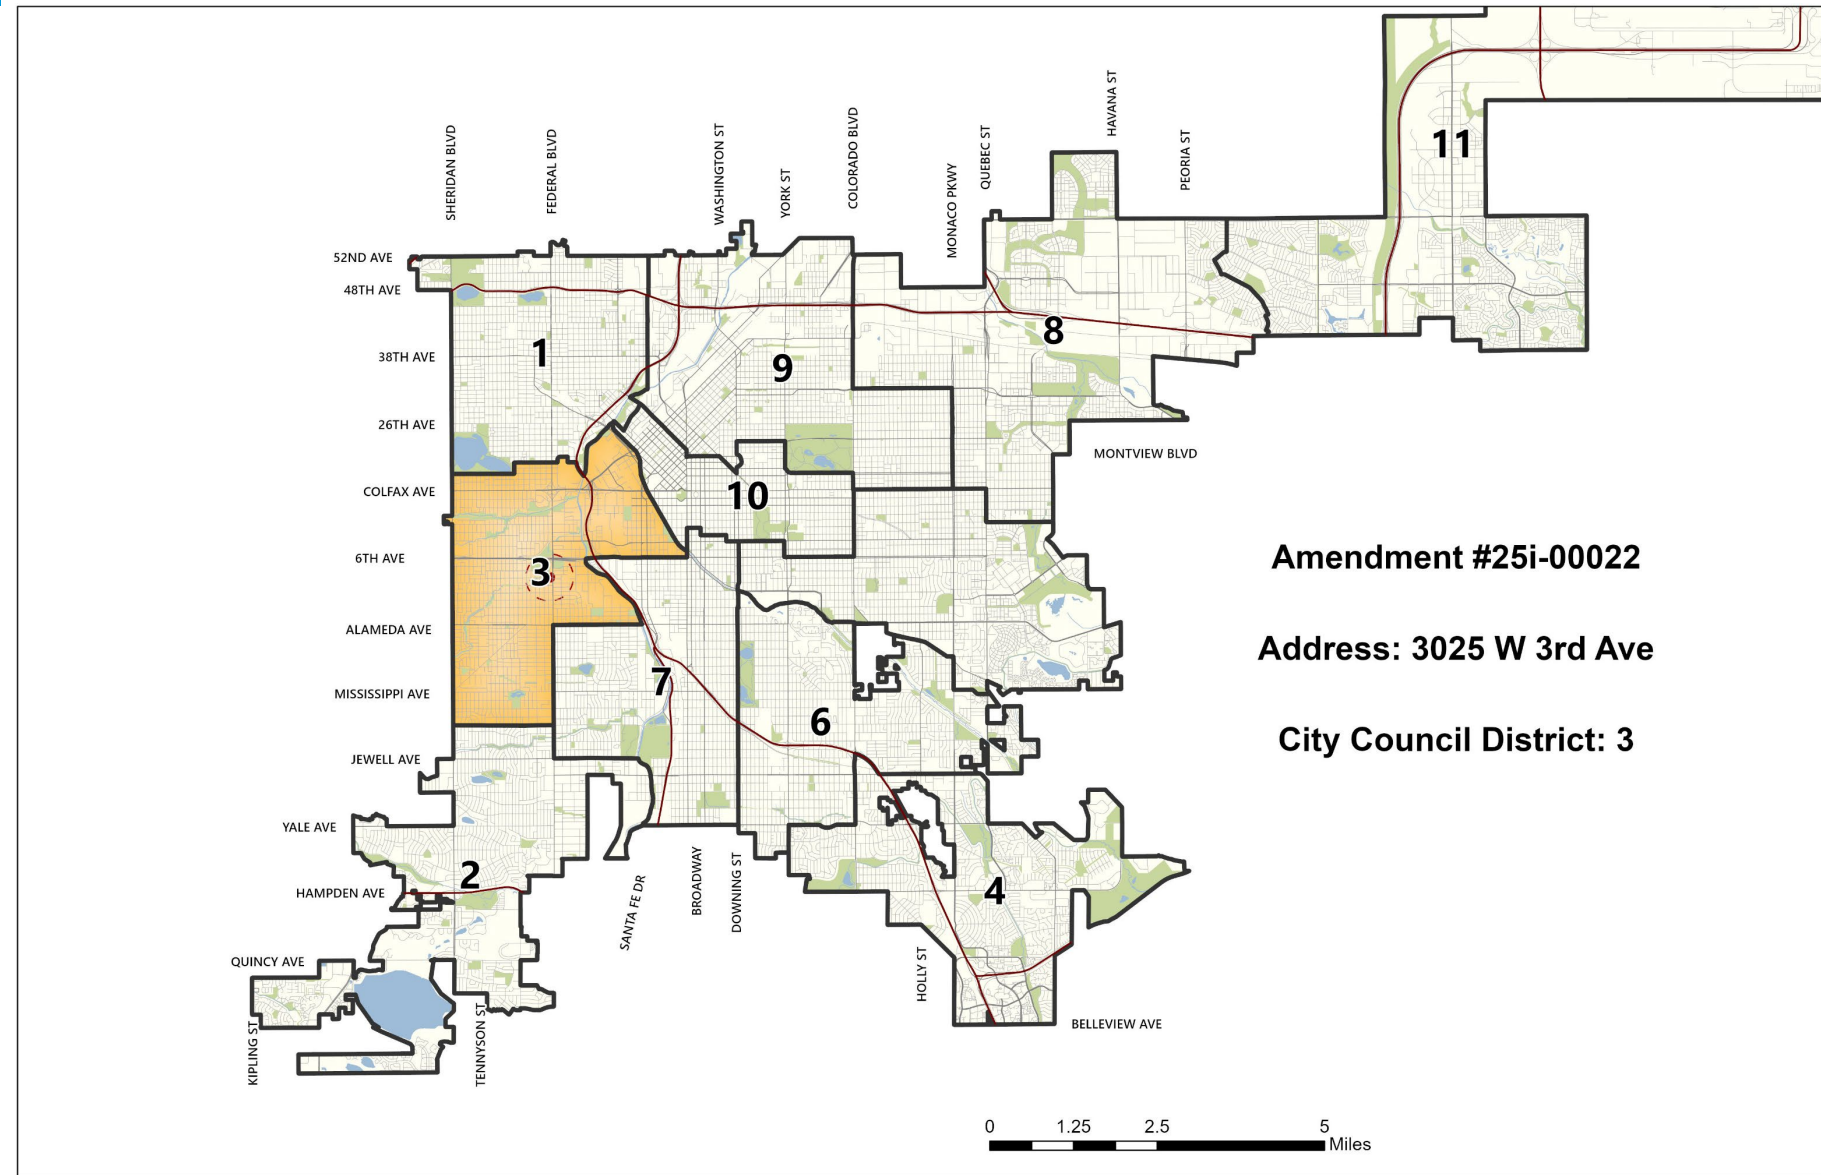 HAVANA ST
SHERIDAN BLVD
FEDERAL BLVD
WASHINGTON ST
YORK ST
COLORADO BLVD
MONACO PKWY
QUEBEC ST
PEORIA ST
11
52ND AVE
48TH AVE
8
1
38TH AVE
9
26TH AVE
MONTVIEW BLVD
COLFAX AVE
10
6TH AVE
Amendment #25i-00022
3
ALAMEDA AVE
Address: 3025 W 3rd Ave
7
MISSISSIPPI AVE
6
City Council District: 3
JEWELL AVE
YALE AVE
2
HAMPDEN AVE
4
SANTA FE DR
BROADWAY
DOWNING ST
QUINCY AVE
HOLLY ST
KIPLING ST
TENNYSON ST
BELLEVIEW AVE
0 1.25 2.5 5
Miles